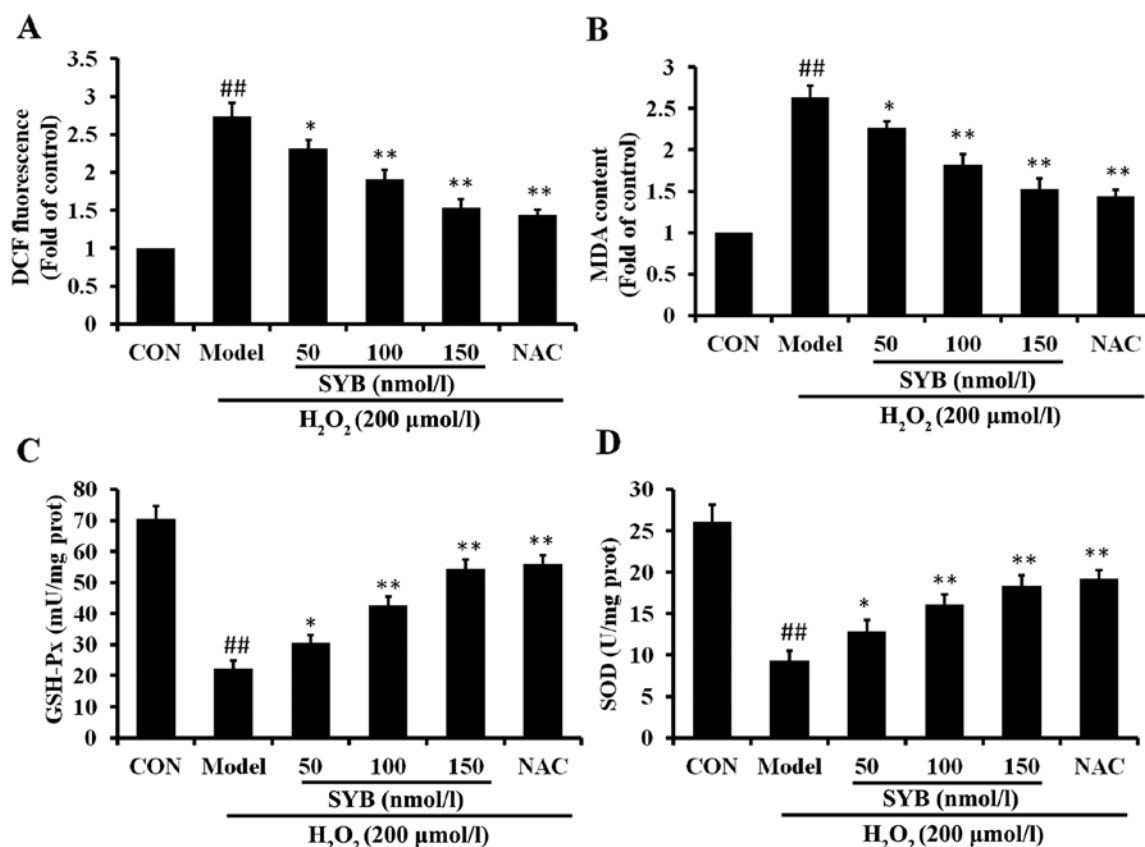 A
DCF fluorescence
(Fold of control)
3.5
3
2.5
2
1.5
1
0.5
0
##
*
**
**
**
CON Model 50 100 150 NAC
SYB (nmol/l)
H₂O₂ (200 μmol/l)
B
MDA content
(Fold of control)
3
2.5
2
1.5
1
0.5
0
##
*
**
**
**
CON Model 50 100 150 NAC
SYB (nmol/l)
H₂O₂ (200 μmol/l)
C
GSH-Px (mU/mg prot)
80
70
60
50
40
30
20
10
0
##
*
**
**
**
CON Model 50 100 150 NAC
SYB (nmol/l)
H₂O₂ (200 μmol/l)
D
SOD (U/mg prot)
30
25
20
15
10
5
0
##
*
**
**
**
CON Model 50 100 150 NAC
SYB (nmol/l)
H₂O₂ (200 μmol/l)